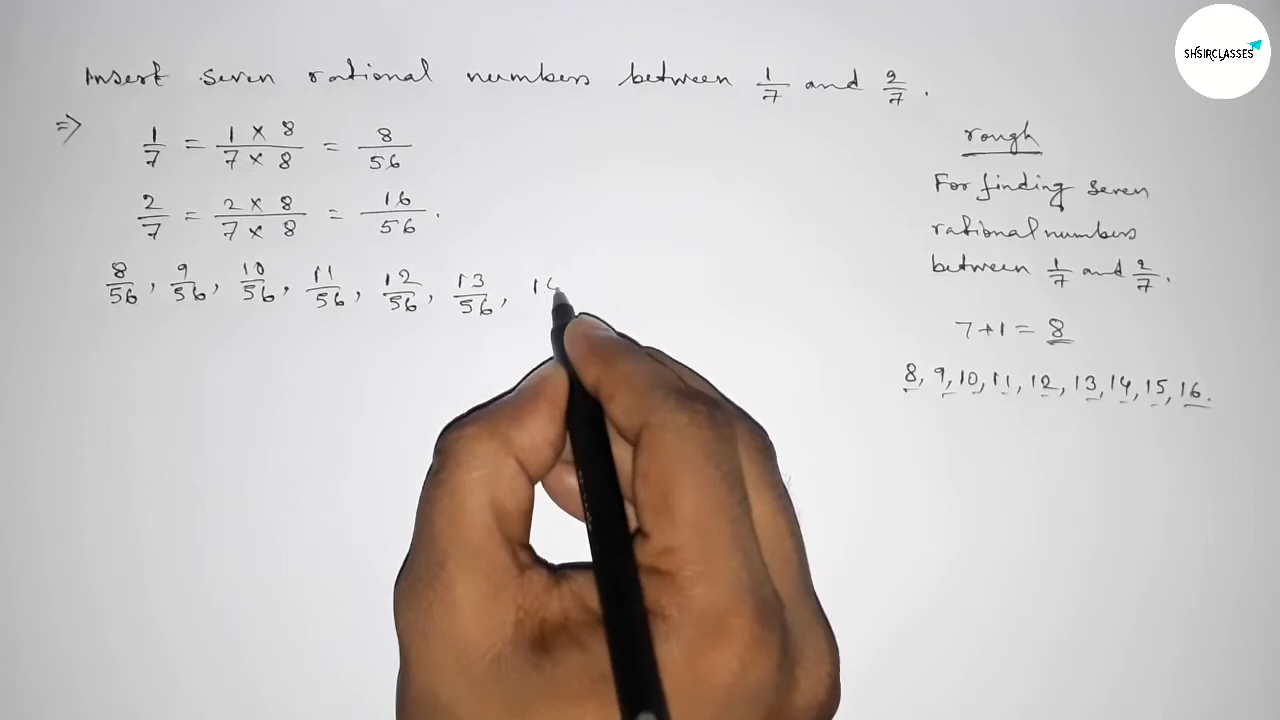 Insert seven rational numbers between 1/7 and 2/7.
=> 1/7 = 1 × 8 / 7 × 8 = 8/56
2/7 = 2 × 8 / 7 × 8 = 16/56.
8/56, 9/56, 10/56, 11/56, 12/56, 13/56, 14
rough
For finding seven
rational numbers
between 1/7 and 2/7.
7+1 = 8
8, 9, 10, 11, 12, 13, 14, 15, 16.
SHSIRCLASSES